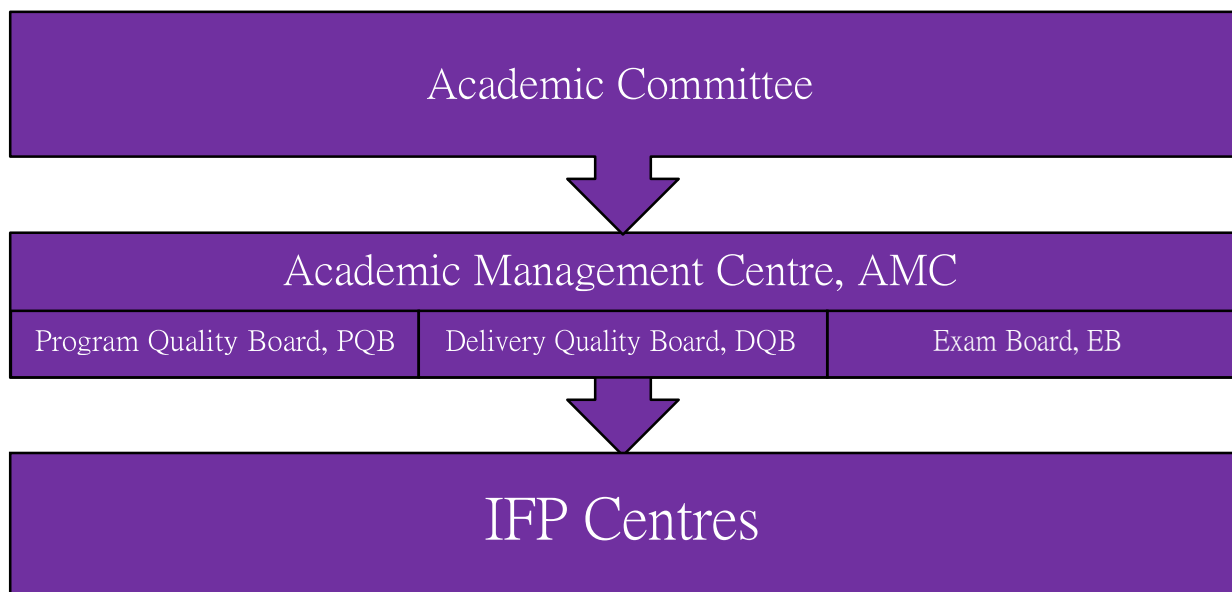 Academic Committee
Academic Management Centre, AMC
Program Quality Board, PQB
Delivery Quality Board, DQB
Exam Board, EB
IFP Centres